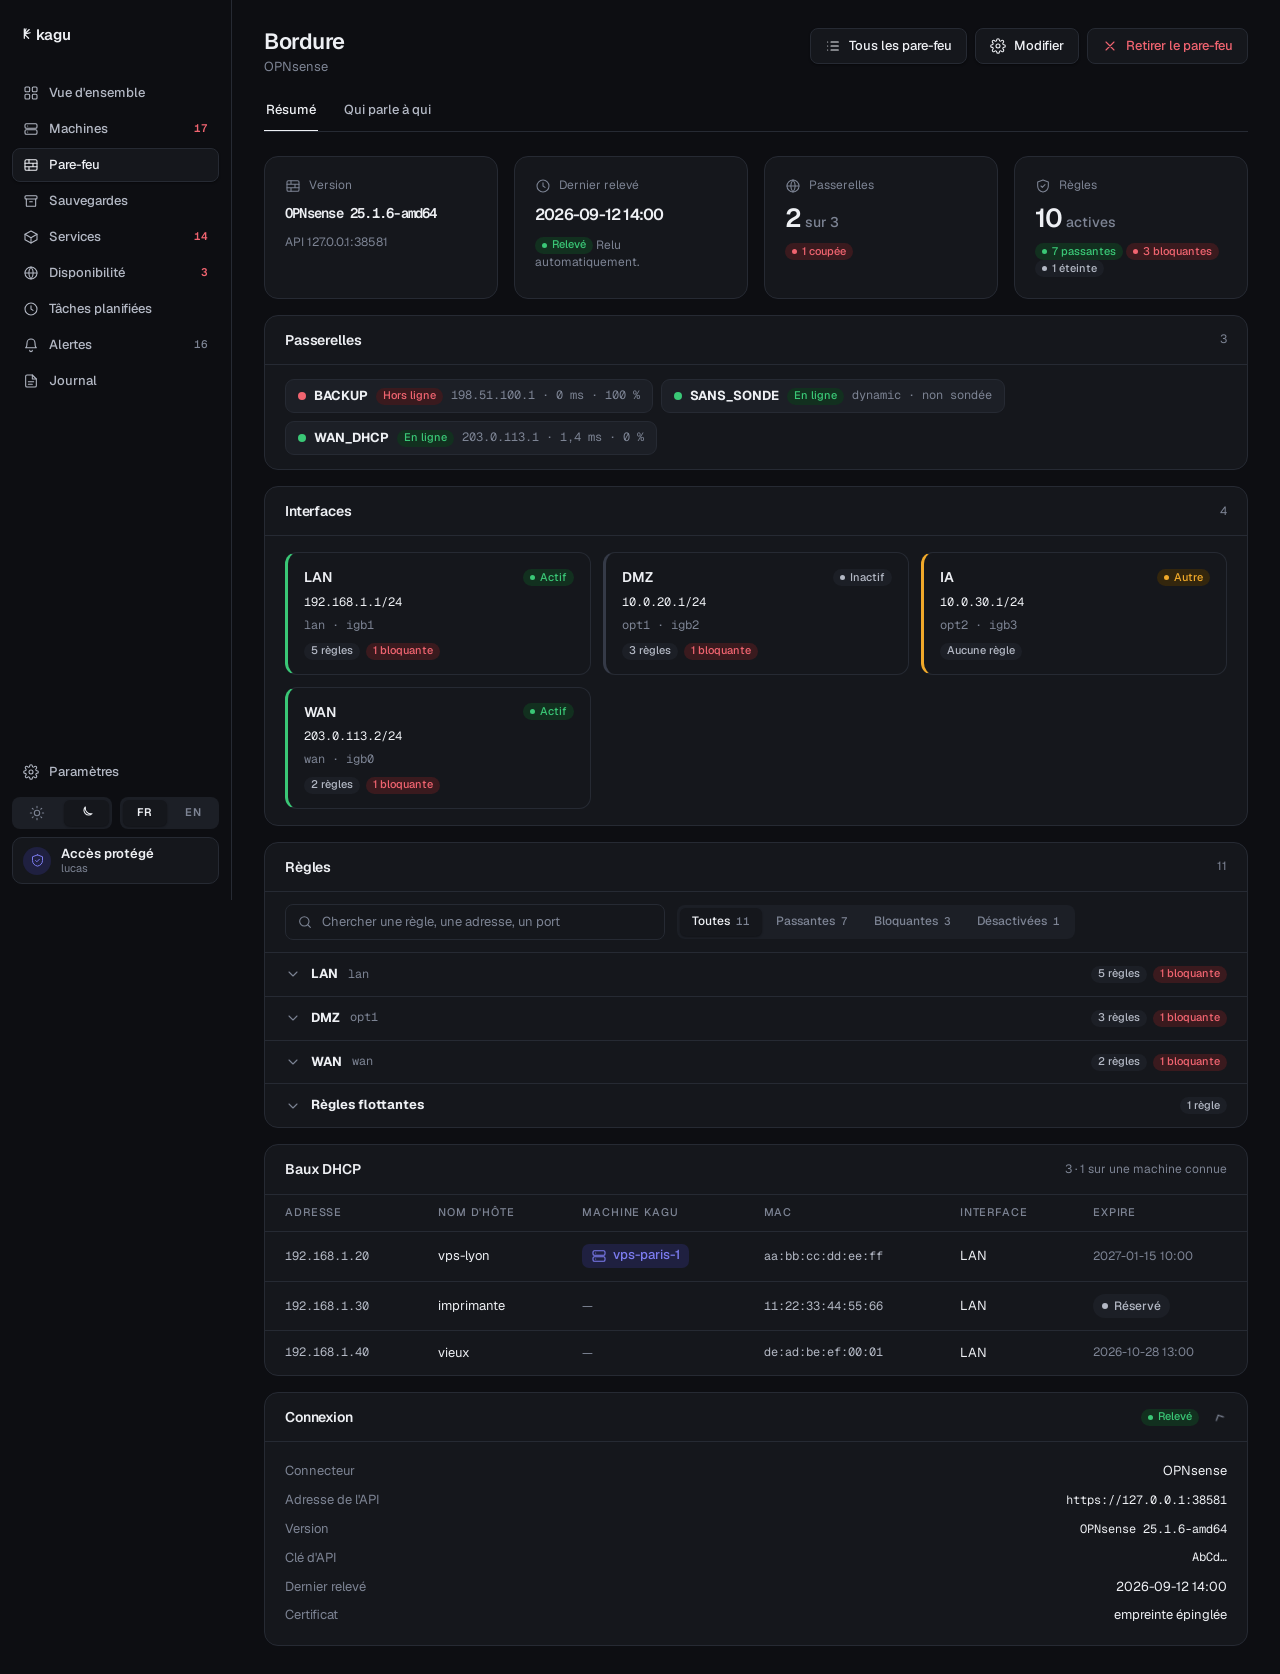 kagu
Vue d'ensemble
Machines 17
Pare-feu
Sauvegardes
Services 14
Disponibilité 3
Tâches planifiées
Alertes 16
Journal
Paramètres
FR EN
Accès protégé
lucas
Bordure
OPNsense
Tous les pare-feu
Modifier
Retirer le pare-feu
Résumé Qui parle à qui
Version
OPNsense 25.1.6-amd64
API 127.0.0.1:38581
Dernier relevé
2026-09-12 14:00
Relevé Relu
automatiquement.
Passerelles
2 sur 3
1 coupée
Règles
10 actives
7 passantes 3 bloquantes
1 éteinte
Passerelles 3
BACKUP Hors ligne 198.51.100.1 · 0 ms · 100 %
SANS_SONDE En ligne dynamic · non sondée
WAN_DHCP En ligne 203.0.113.1 · 1,4 ms · 0 %
Interfaces 4
LAN Actif
192.168.1.1/24
lan · igb1
5 règles 1 bloquante
DMZ Inactif
10.0.20.1/24
opt1 · igb2
3 règles 1 bloquante
IA Autre
10.0.30.1/24
opt2 · igb3
Aucune règle
WAN Actif
203.0.113.2/24
wan · igb0
2 règles 1 bloquante
Règles 11
Chercher une règle, une adresse, un port
Toutes 11 Passantes 7 Bloquantes 3 Désactivées 1
LAN lan 5 règles 1 bloquante
DMZ opt1 3 règles 1 bloquante
WAN wan 2 règles 1 bloquante
Règles flottantes 1 règle
Baux DHCP 3 · 1 sur une machine connue
ADRESSE NOM D'HÔTE MACHINE KAGU MAC INTERFACE EXPIRE
192.168.1.20 vps-lyon vps-paris-1 aa:bb:cc:dd:ee:ff LAN 2027-01-15 10:00
192.168.1.30 imprimante — 11:22:33:44:55:66 LAN Réservé
192.168.1.40 vieux — de:ad:be:ef:00:01 LAN 2026-10-28 13:00
Connexion Relevé
Connecteur OPNsense
Adresse de l'API https://127.0.0.1:38581
Version OPNsense 25.1.6-amd64
Clé d'API AbCd…
Dernier relevé 2026-09-12 14:00
Certificat empreinte épinglée